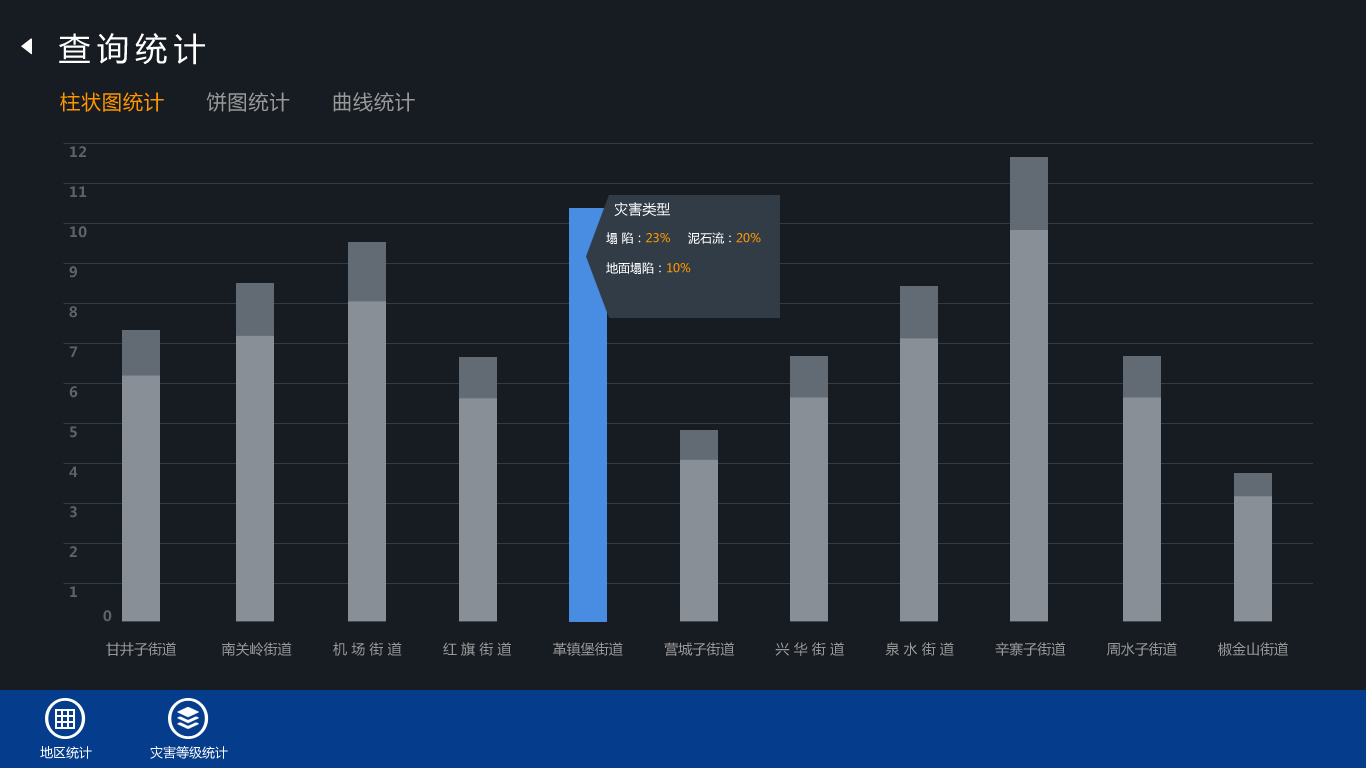 查询统计
柱状图统计 饼图统计 曲线统计
12
11
10
9
8
7
6
5
4
3
2
1
0
灾害类型
塌 陷：23% 泥石流：20%
地面塌陷：10%
甘井子街道 南关岭街道 机 场 街 道 红 旗 街 道 革镇堡街道 营城子街道 兴 华 街 道 泉 水 街 道 辛寨子街道 周水子街道 椒金山街道
地区统计 灾害等级统计